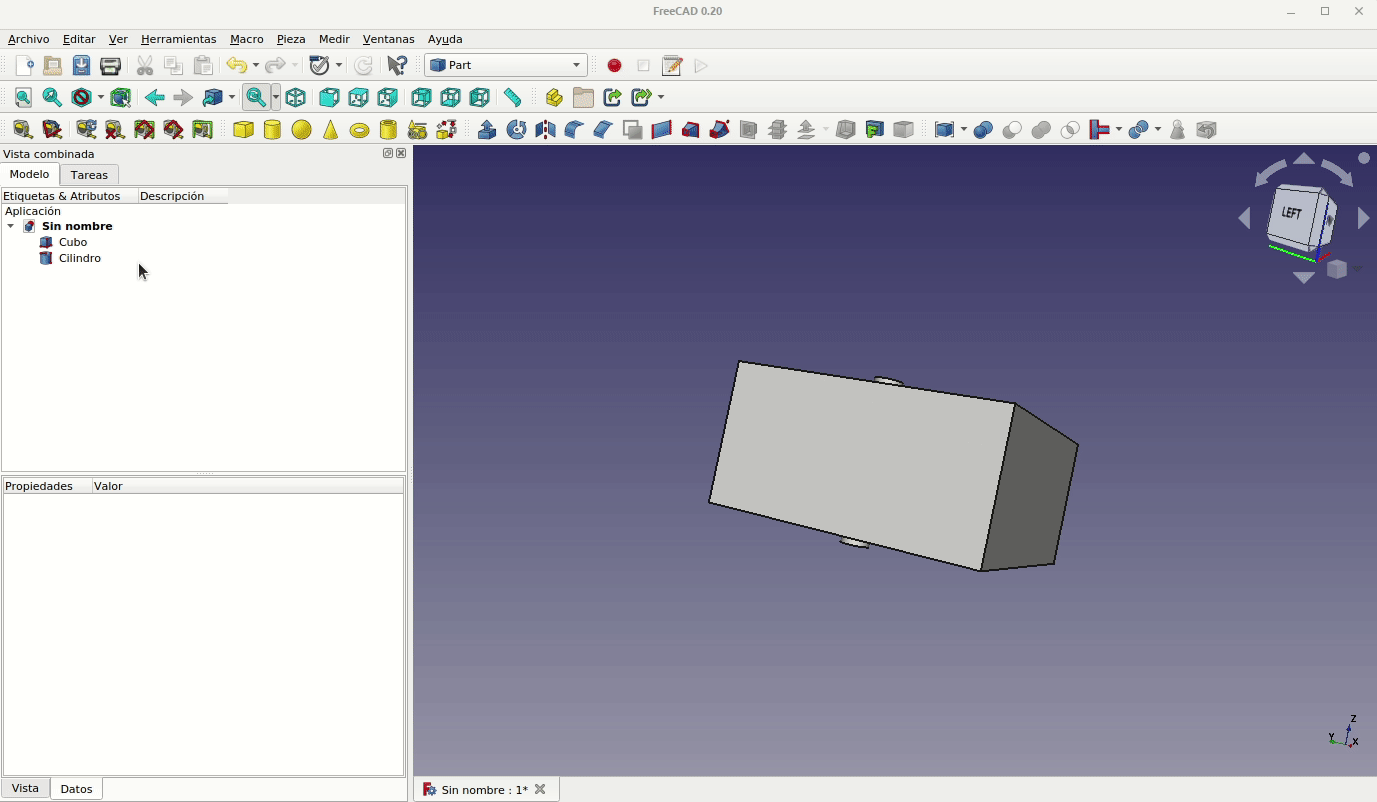 FreeCAD 0.20
Archivo Editar Ver Herramientas Macro Pieza Medir Ventanas Ayuda
Part
Vista combinada
Modelo Tareas
Etiquetas & Atributos Descripción
Aplicación
Sin nombre
Cubo
Cilindro
LEFT
Propiedades Valor
Z
Y
X
Vista Datos
Sin nombre : 1*